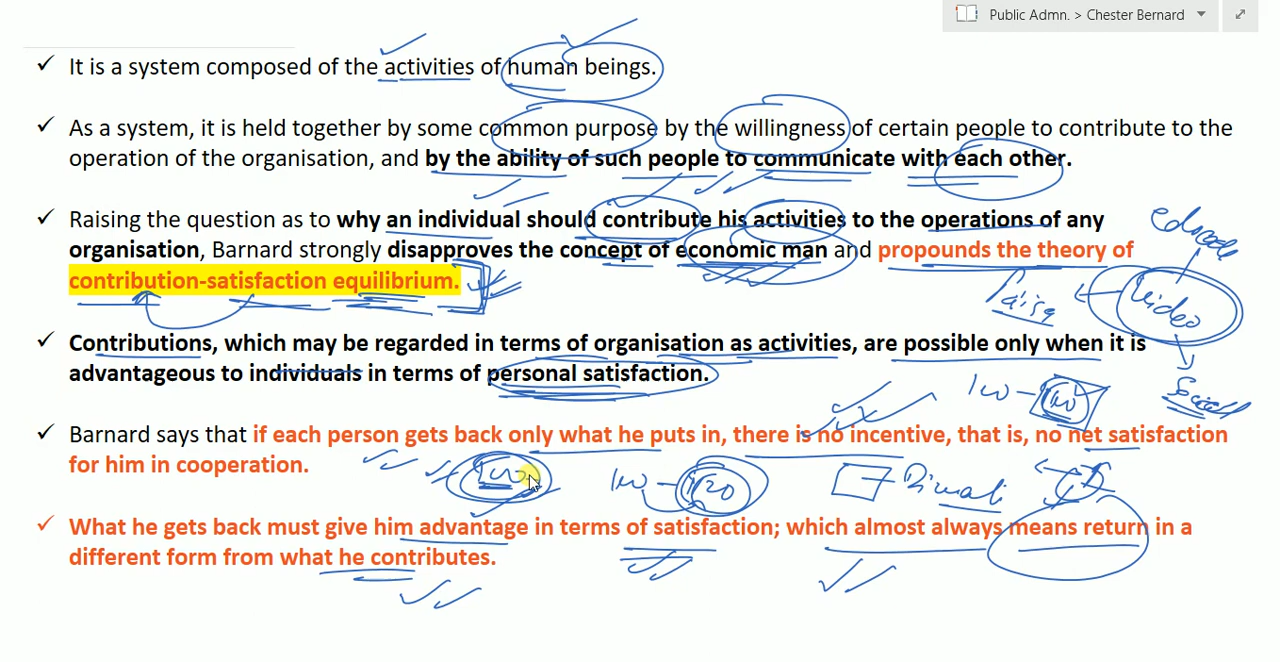 Public Admn. > Chester Bernard
✓ It is a system composed of the activities of human beings.
✓ As a system, it is held together by some common purpose by the willingness of certain people to contribute to the
operation of the organisation, and by the ability of such people to communicate with each other.
✓ Raising the question as to why an individual should contribute his activities to the operations of any
organisation, Barnard strongly disapproves the concept of economic man and propounds the theory of
contribution-satisfaction equilibrium.
Video
✓ Contributions, which may be regarded in terms of organisation as activities, are possible only when it is
advantageous to individuals in terms of personal satisfaction.
100 - 100
✓ Barnard says that if each person gets back only what he puts in, there is no incentive, that is, no net satisfaction
for him in cooperation.
100 100 - 120 Diwali
✓ What he gets back must give him advantage in terms of satisfaction; which almost always means return in a
different form from what he contributes.